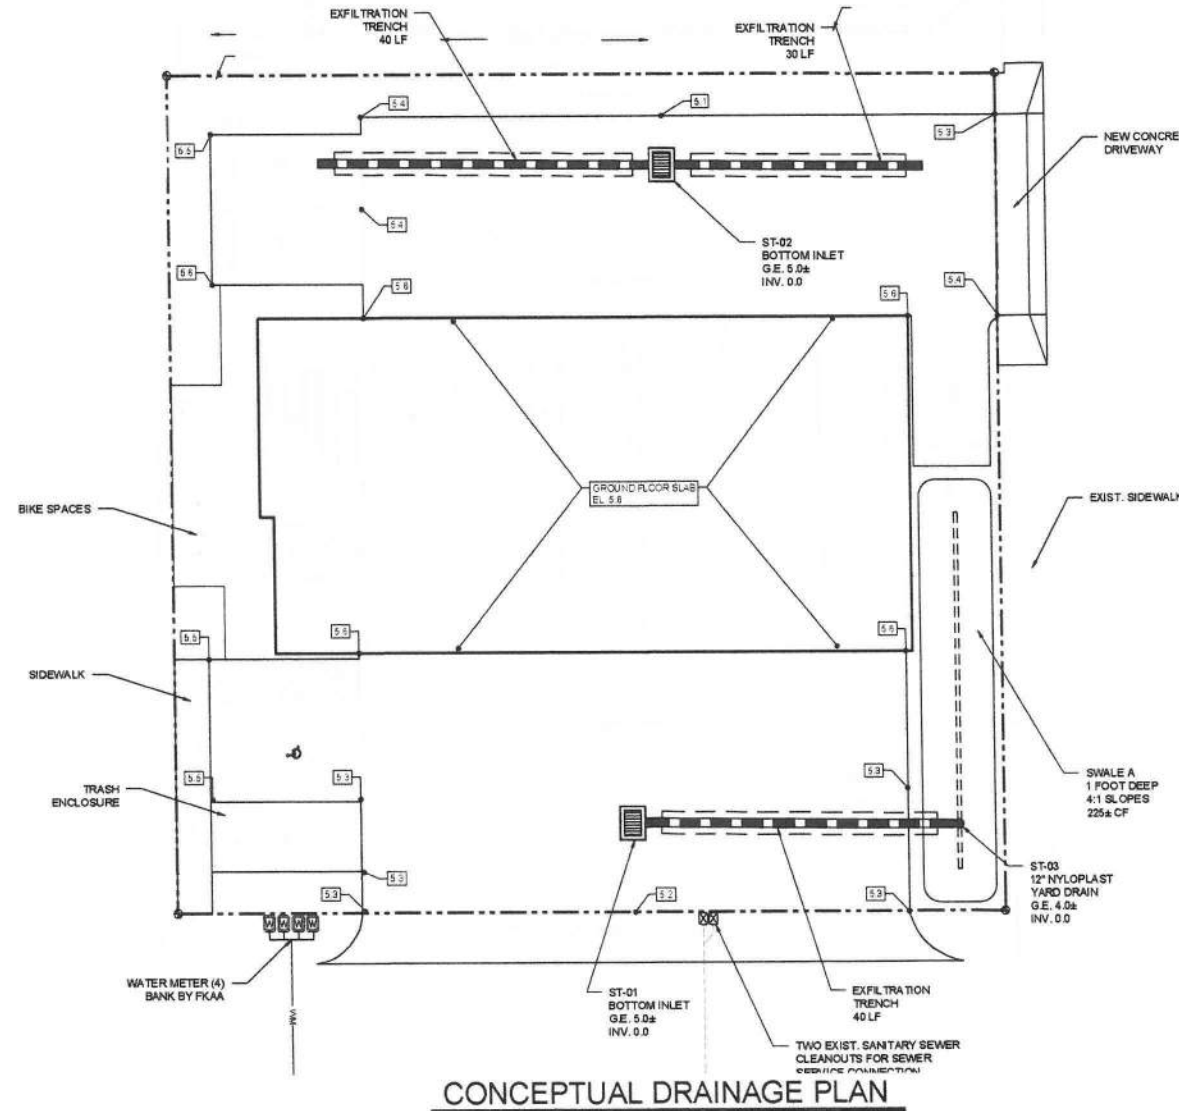 EXFILTRATION
TRENCH
40 LF
EXFILTRATION
TRENCH
30 LF
5.4
5.1
5.3
5.5
NEW CONCRE
DRIVEWAY
5.4
ST-02
BOTTOM INLET
G.E. 5.0±
INV. 0.0
5.6
5.6
5.6
5.4
GROUND FLOOR SLAB
EL 5.6
BIKE SPACES
EXIST. SIDEWALK
5.5
5.6
5.6
SIDEWALK
TRASH
ENCLOSURE
5.5
5.3
5.3
SWALE A
1 FOOT DEEP
4:1 SLOPES
225± CF
5.3
5.3
5.2
5.3
ST-03
12" NYLOPLAST
YARD DRAIN
G.E. 4.0±
INV. 0.0
W W W W
WATER METER (4)
BANK BY FKAA
WM
ST-01
BOTTOM INLET
G.E. 5.0±
INV. 0.0
EXFILTRATION
TRENCH
40 LF
TWO EXIST. SANITARY SEWER
CLEANOUTS FOR SEWER
SERVICE CONNECTION
CONCEPTUAL DRAINAGE PLAN